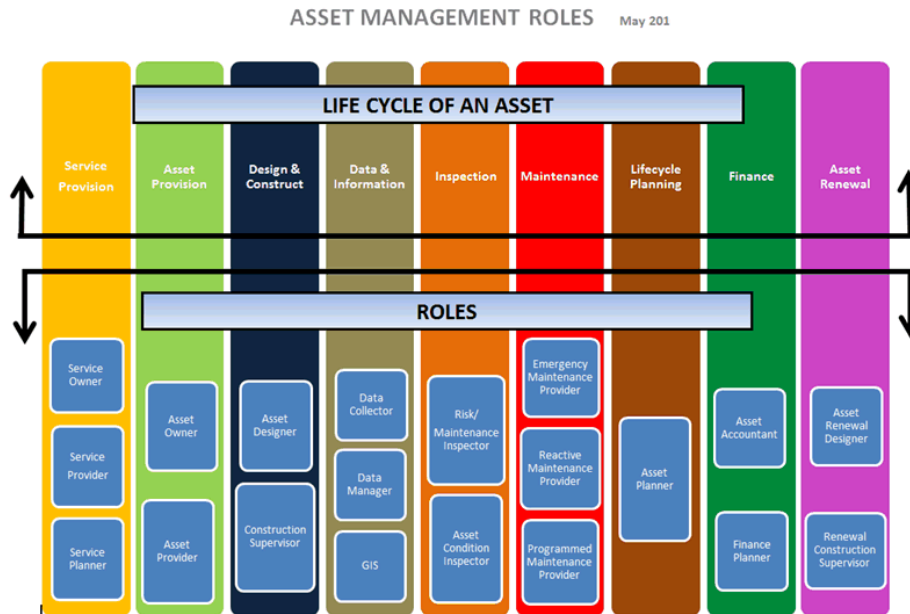 ASSET MANAGEMENT ROLES May 201
LIFE CYCLE OF AN ASSET
Service
Provision
Asset
Provision
Design &
Construct
Data &
Information
Inspection
Maintenance
Lifecycle
Planning
Finance
Asset
Renewal
ROLES
Service
Owner
Service
Provider
Service
Planner
Asset
Owner
Asset
Provider
Asset
Designer
Construction
Supervisor
Data
Collector
Data
Manager
GIS
Risk/
Maintenance
Inspector
Asset
Condition
Inspector
Emergency
Maintenance
Provider
Reactive
Maintenance
Provider
Programmed
Maintenance
Provider
Asset
Planner
Asset
Accountant
Finance
Planner
Asset
Renewal
Designer
Renewal
Construction
Supervisor